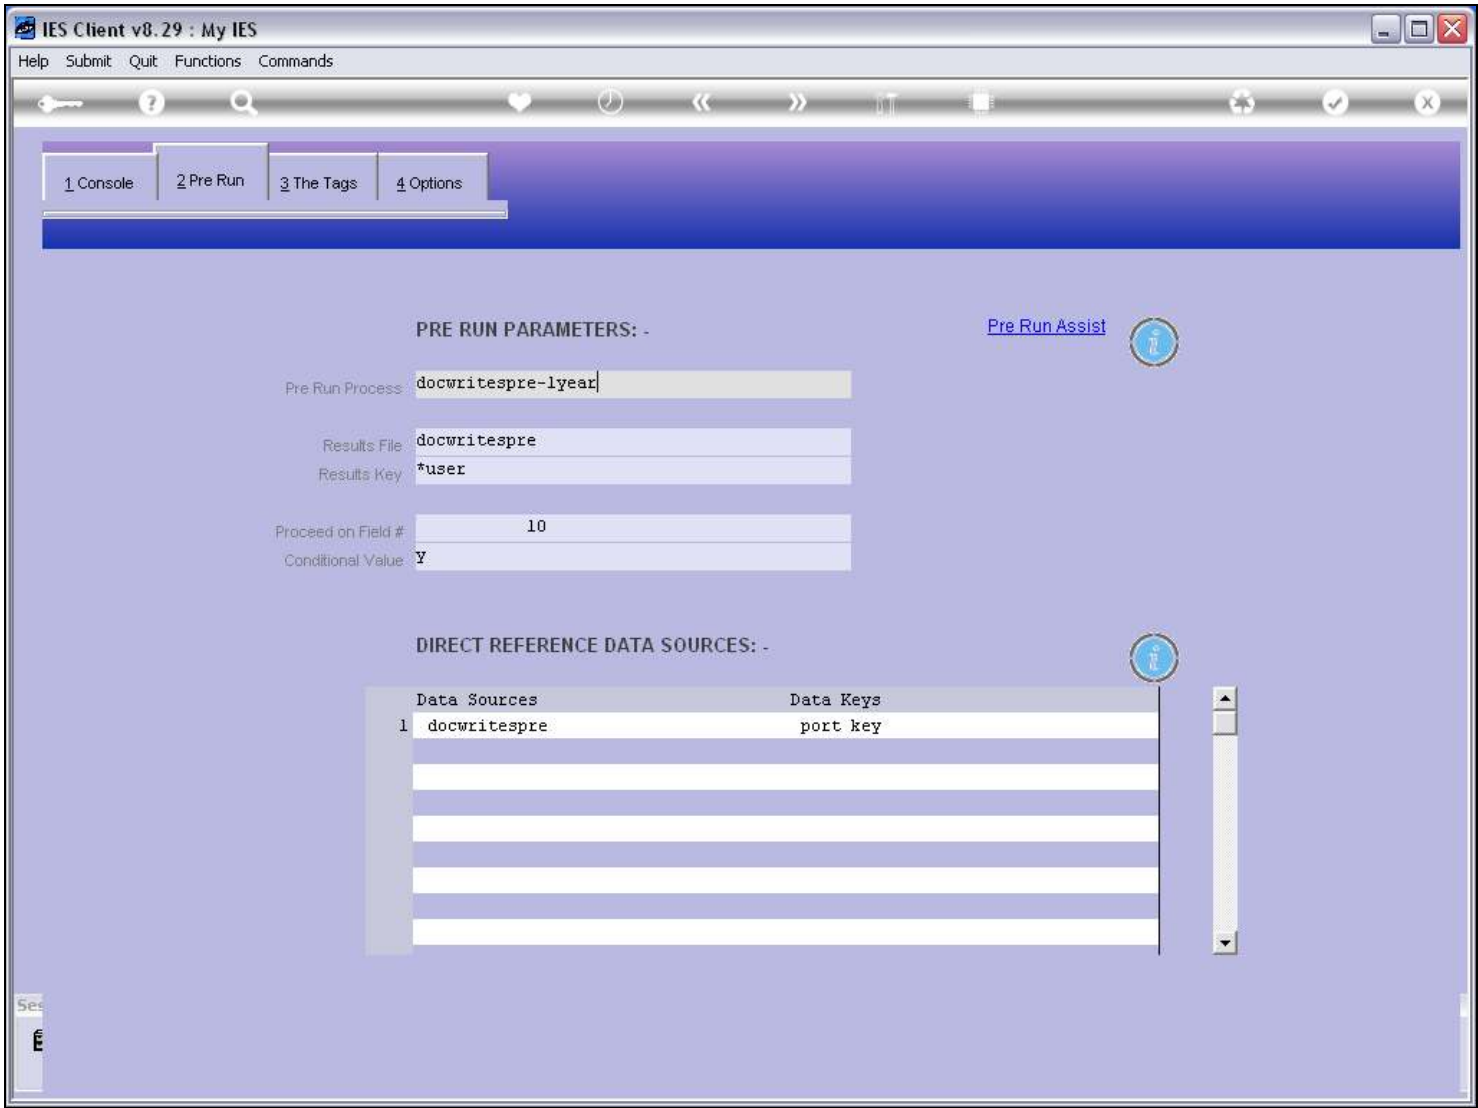 IES Client v8.29 : My IES
Help Submit Quit Functions Commands
1 Console 2 Pre Run 3 The Tags 4 Options
PRE RUN PARAMETERS: - Pre Run Assist
Pre Run Process docwritespre-1year
Results File docwritespre
Results Key *user
Proceed on Field # 10
Conditional Value Y
DIRECT REFERENCE DATA SOURCES: -
Data Sources Data Keys
1 docwritespre port key
Ses